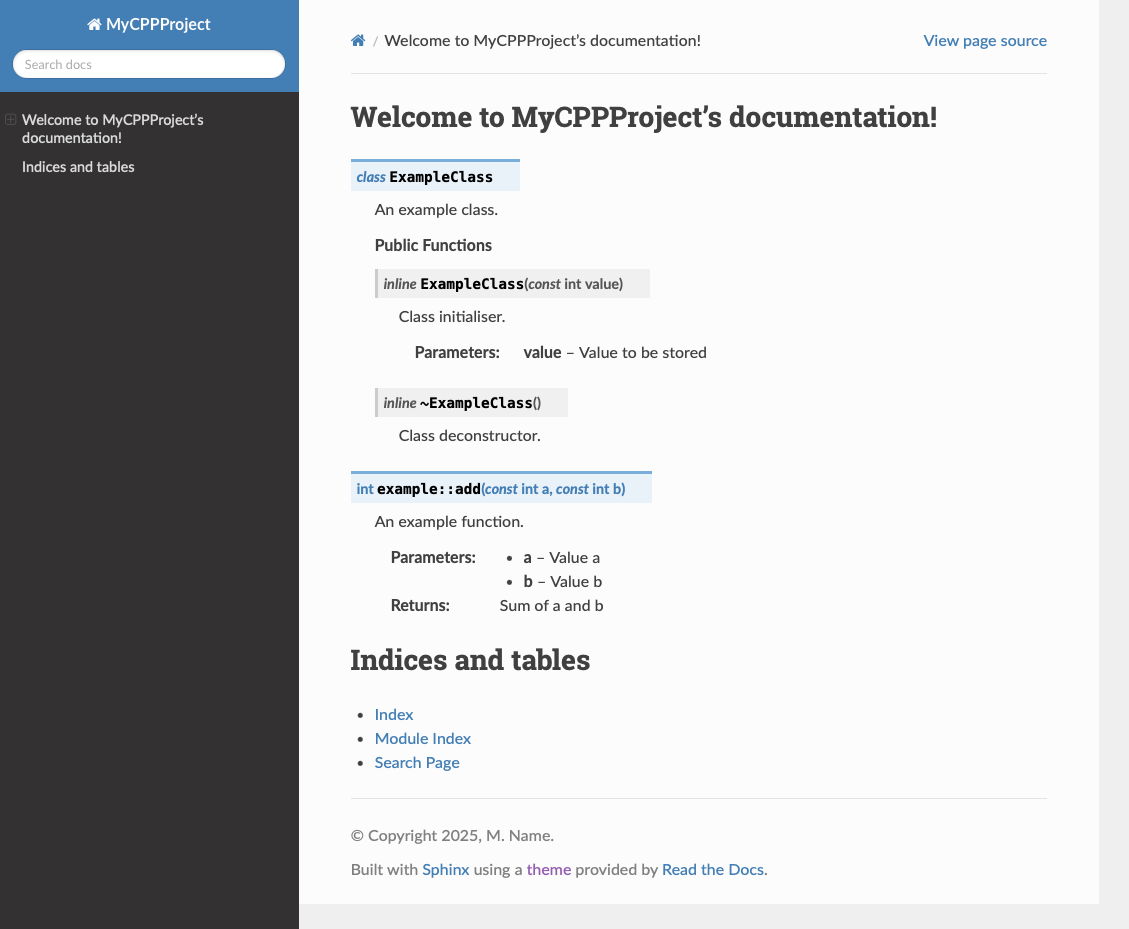 MyCPPProject
Search docs
Welcome to MyCPPProject’s
documentation!
Indices and tables
/ Welcome to MyCPPProject’s documentation!
View page source
Welcome to MyCPPProject’s documentation!
class ExampleClass
An example class.
Public Functions
inline ExampleClass(const int value)
Class initialiser.
Parameters: value – Value to be stored
inline ~ExampleClass()
Class deconstructor.
int example::add(const int a, const int b)
An example function.
Parameters: • a – Value a
• b – Value b
Returns: Sum of a and b
Indices and tables
• Index
• Module Index
• Search Page
© Copyright 2025, M. Name.
Built with Sphinx using a theme provided by Read the Docs.